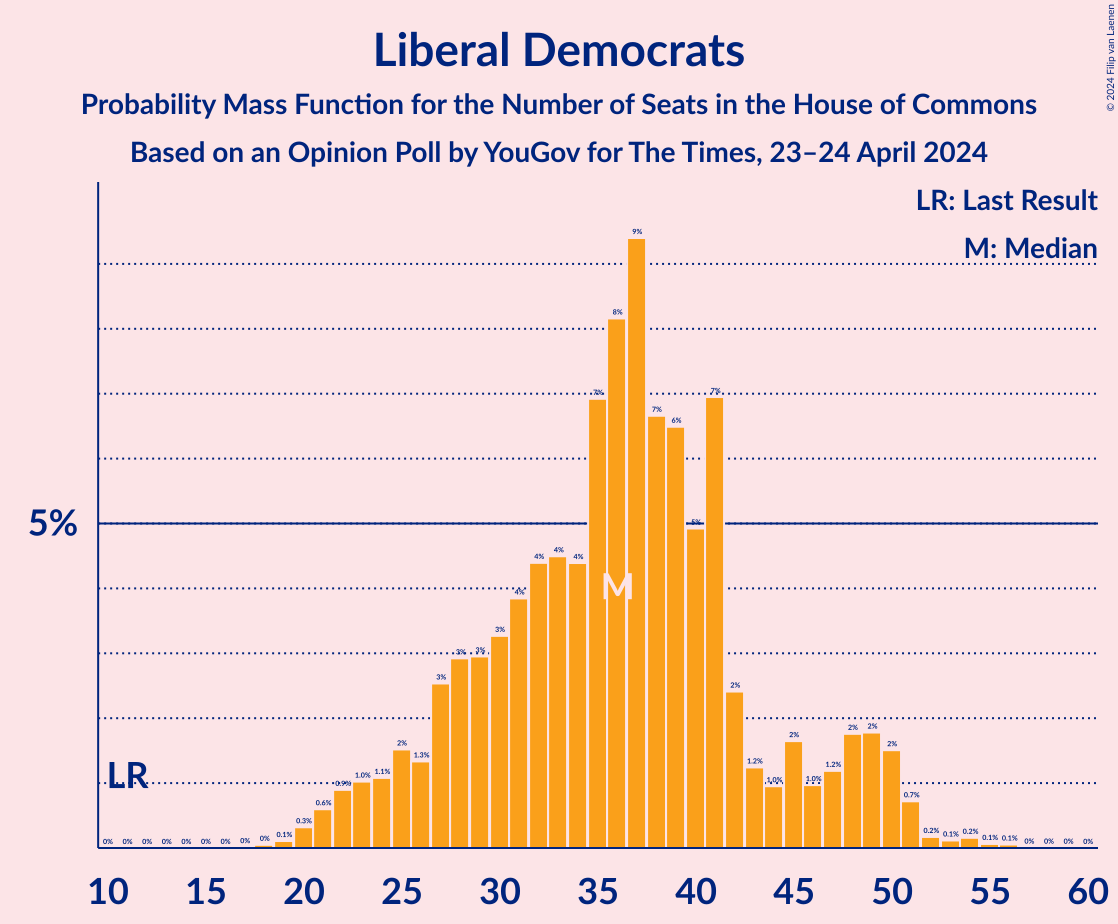 Liberal Democrats
Probability Mass Function for the Number of Seats in the House of Commons
Based on an Opinion Poll by YouGov for The Times, 23–24 April 2024
© 2024 Filip van Laenen
LR: Last Result
M: Median
5%
LR
M
0% 0% 0% 0% 0% 0% 0% 0% 0% 0.1% 0.3% 0.6% 0.9% 1.0% 1.1% 2% 1.3% 3% 3% 3% 3% 4% 4% 4% 4% 7% 8% 9% 7% 6% 5% 7% 2% 1.2% 1.0% 2% 1.0% 1.2% 2% 2% 2% 0.7% 0.2% 0.1% 0.2% 0.1% 0.1% 0% 0% 0% 0%
10 15 20 25 30 35 40 45 50 55 60